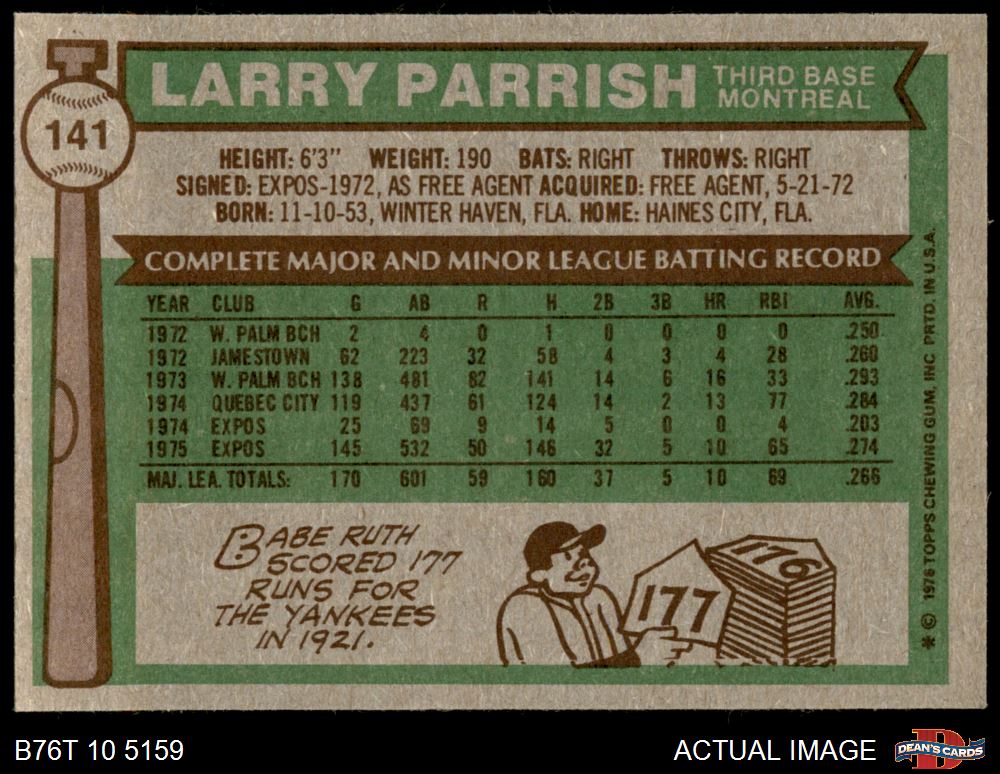 141
LARRY PARRISH THIRD BASE
MONTREAL
HEIGHT: 6'3" WEIGHT: 190 BATS: RIGHT THROWS: RIGHT
SIGNED: EXPOS-1972, AS FREE AGENT ACQUIRED: FREE AGENT, 5-21-72
BORN: 11-10-53, WINTER HAVEN, FLA. HOME: HAINES CITY, FLA.
COMPLETE MAJOR AND MINOR LEAGUE BATTING RECORD
YEAR CLUB G AB R H 2B 3B HR RBI AVG.
1972 W. PALM BCH 2 4 0 1 0 0 0 0 .250
1972 JAMESTOWN 62 223 32 58 4 3 4 28 .260
1973 W. PALM BCH 138 481 82 141 14 6 16 33 .293
1974 QUEBEC CITY 119 437 61 124 14 2 13 77 .284
1974 EXPOS 25 69 9 14 5 0 0 4 .203
1975 EXPOS 145 532 50 146 32 5 10 65 .274
MAJ. LEA. TOTALS: 170 601 59 160 37 5 10 69 .266
BABE RUTH
SCORED 177
RUNS FOR
THE YANKEES
IN 1921.
177
176
* © 1976 TOPPS CHEWING GUM, INC. PRTD. IN U.S.A.
B76T 10 5159
ACTUAL IMAGE
D
DEAN'S CARDS